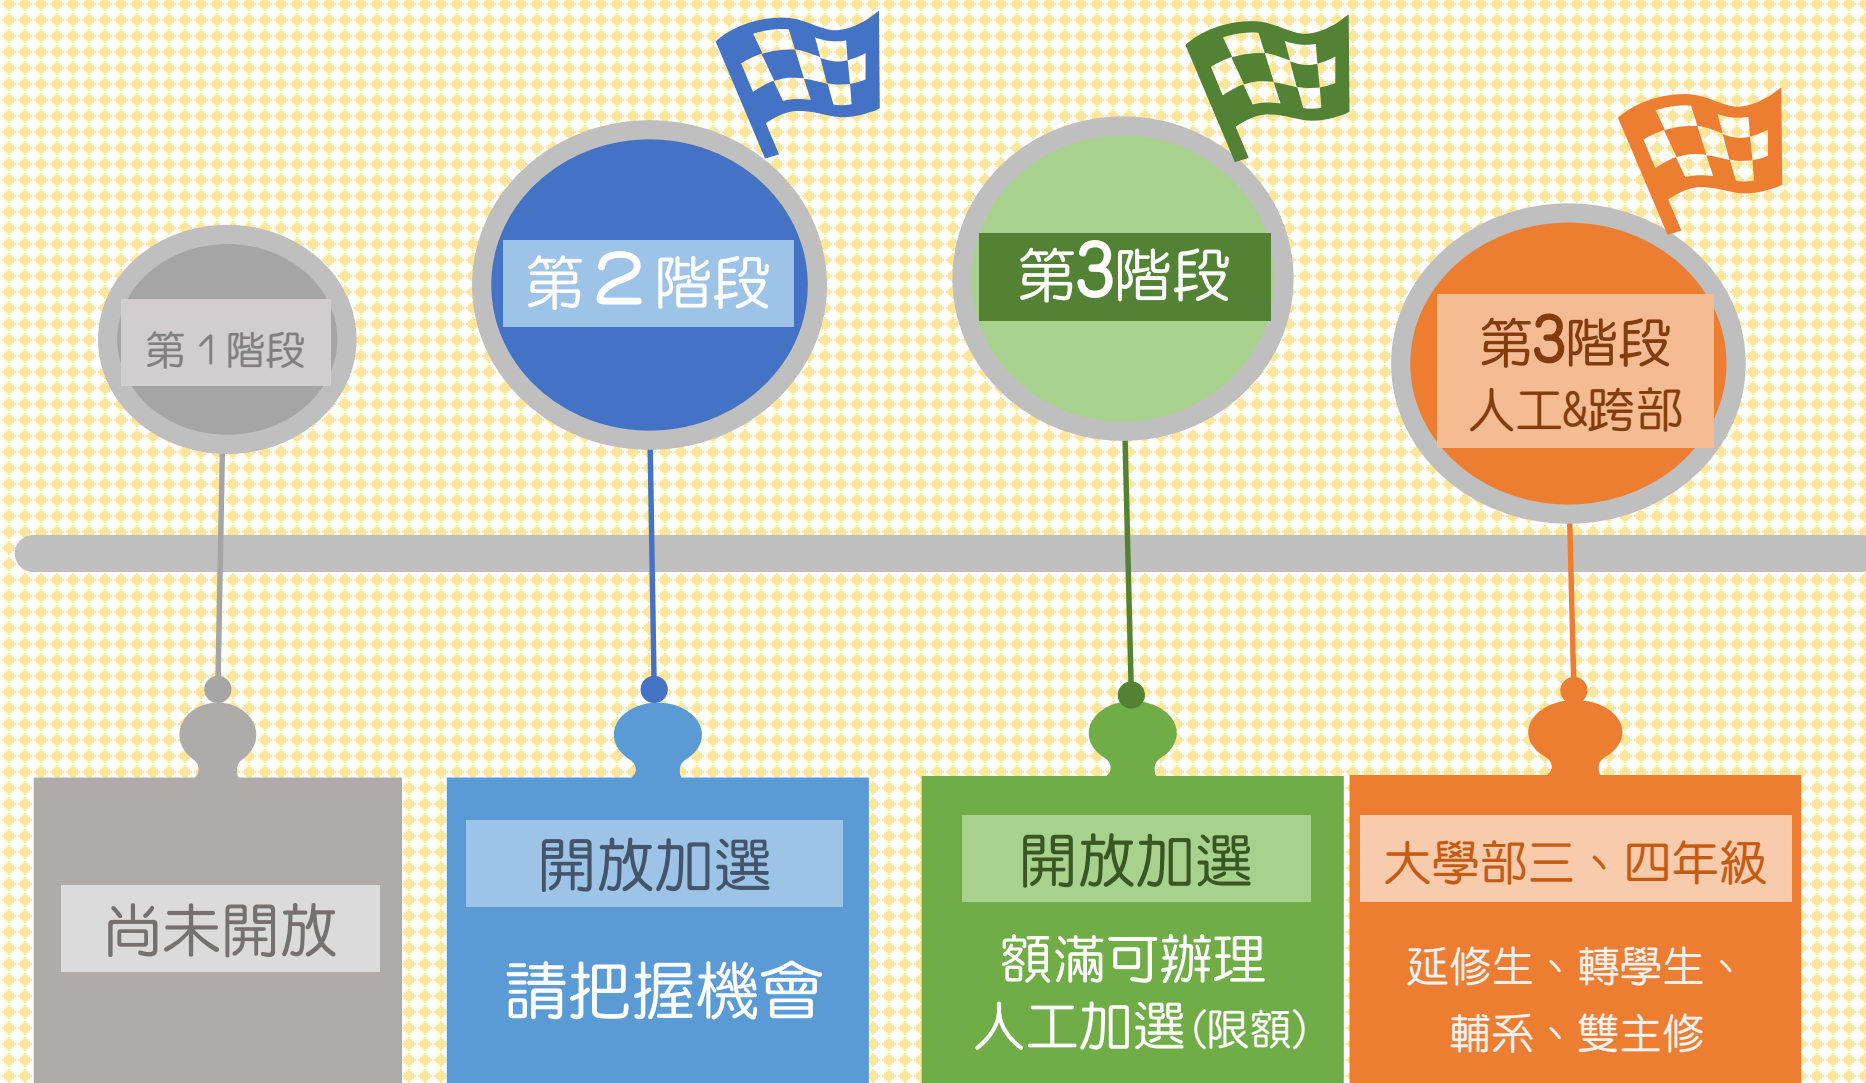 第1階段
第2階段
第3階段
第3階段
人工&跨部
尚未開放
開放加選
請把握機會
開放加選
額滿可辦理
人工加選(限額)
大學部三、四年級
延修生、轉學生、
輔系、雙主修